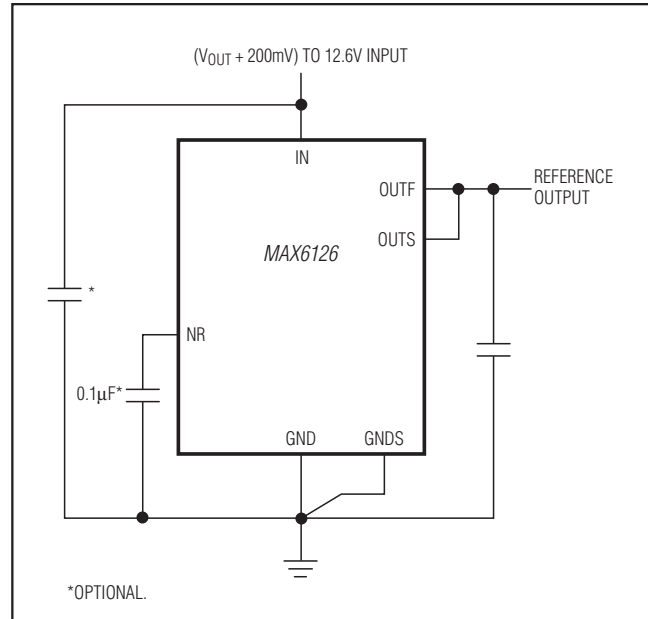 (VOUT + 200mV) TO 12.6V INPUT
IN
OUTF
REFERENCE
OUTPUT
OUTS
MAX6126
*
NR
0.1μF*
GND
GNDS
*OPTIONAL.